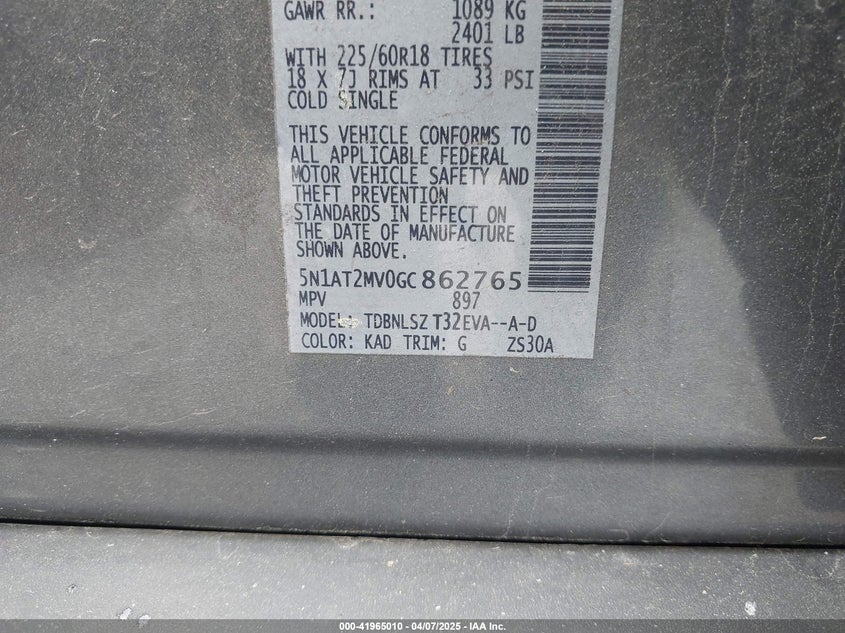 GAWR RR.: 1089 KG
2401 LB
WITH 225/60R18 TIRES
18 X 7J RIMS AT 33 PSI
COLD SINGLE
THIS VEHICLE CONFORMS TO
ALL APPLICABLE FEDERAL
MOTOR VEHICLE SAFETY AND
THEFT PREVENTION
STANDARDS IN EFFECT ON
THE DATE OF MANUFACTURE
SHOWN ABOVE.
5N1AT2MV0GC862765
MPV 897
MODEL: TDBNLSZ T32EVA--A-D
COLOR: KAD TRIM: G ZS30A
000-41965010 | 04/07/2025 - IAA Inc.